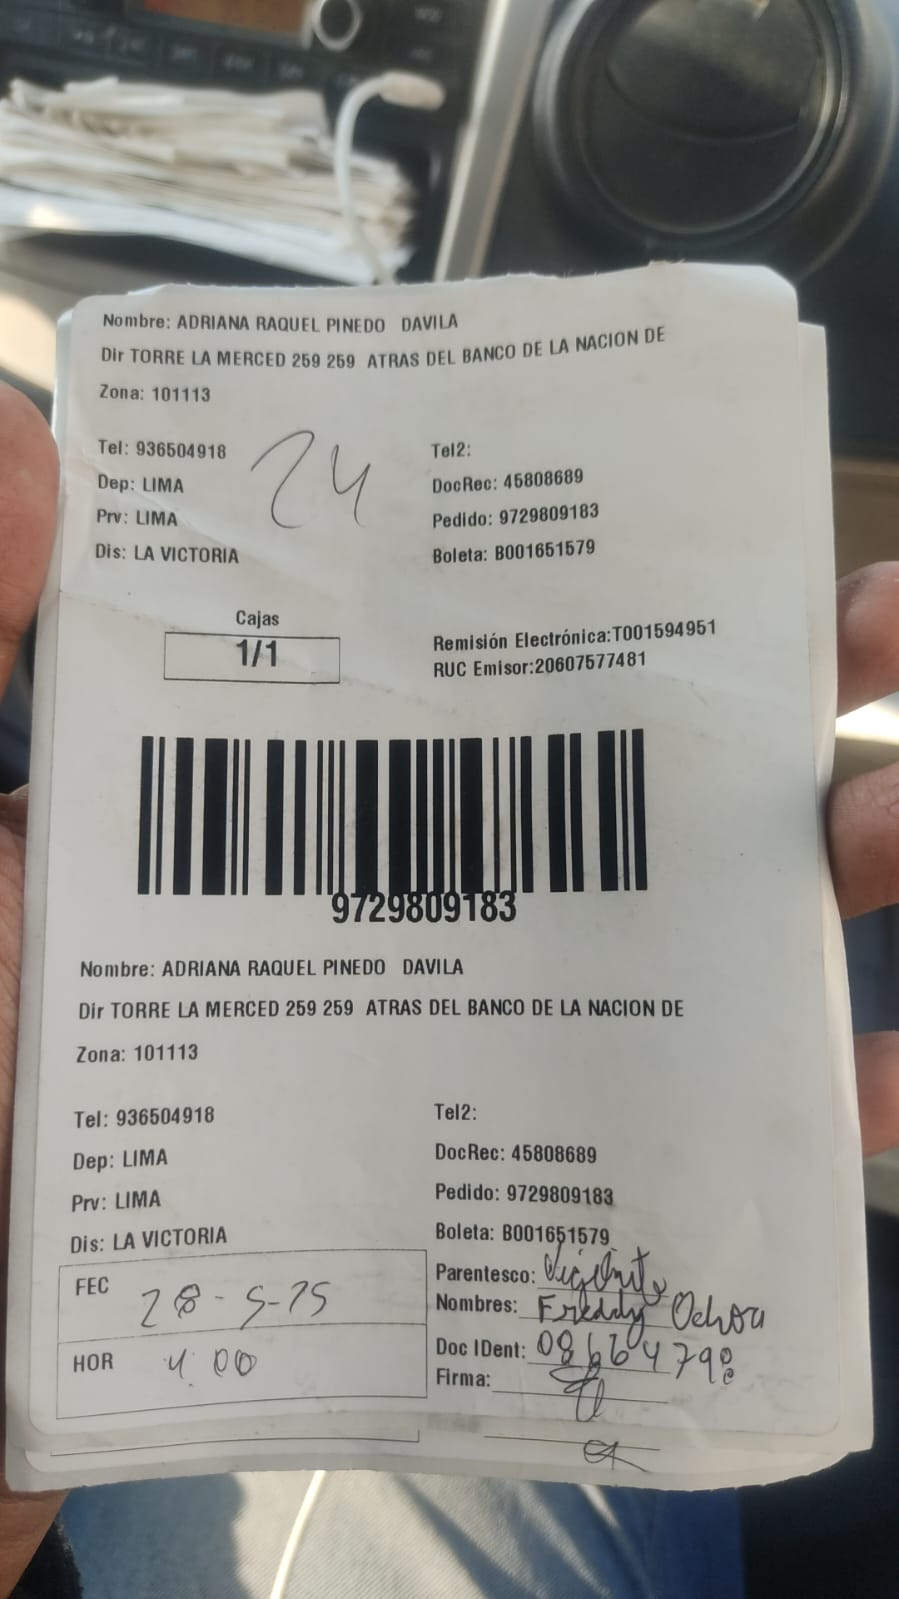 Nombre: ADRIANA RAQUEL PINEDO DAVILA
Dir TORRE LA MERCED 259 259 ATRAS DEL BANCO DE LA NACION DE
Zona: 101113
24
Tel: 936504918 Tel2:
Dep: LIMA DocRec: 45808689
Prv: LIMA Pedido: 9729809183
Dis: LA VICTORIA Boleta: B001651579
Cajas
1/1
Remisión Electrónica:T001594951
RUC Emisor:20607577481
9729809183
Nombre: ADRIANA RAQUEL PINEDO DAVILA
Dir TORRE LA MERCED 259 259 ATRAS DEL BANCO DE LA NACION DE
Zona: 101113
Tel: 936504918 Tel2:
Dep: LIMA DocRec: 45808689
Prv: LIMA Pedido: 9729809183
Dis: LA VICTORIA Boleta: B001651579
FEC 28-5-25
HOR 4:00
Parentesco:
Nombres: Freddy Ochoa
Doc IDent:
Firma: